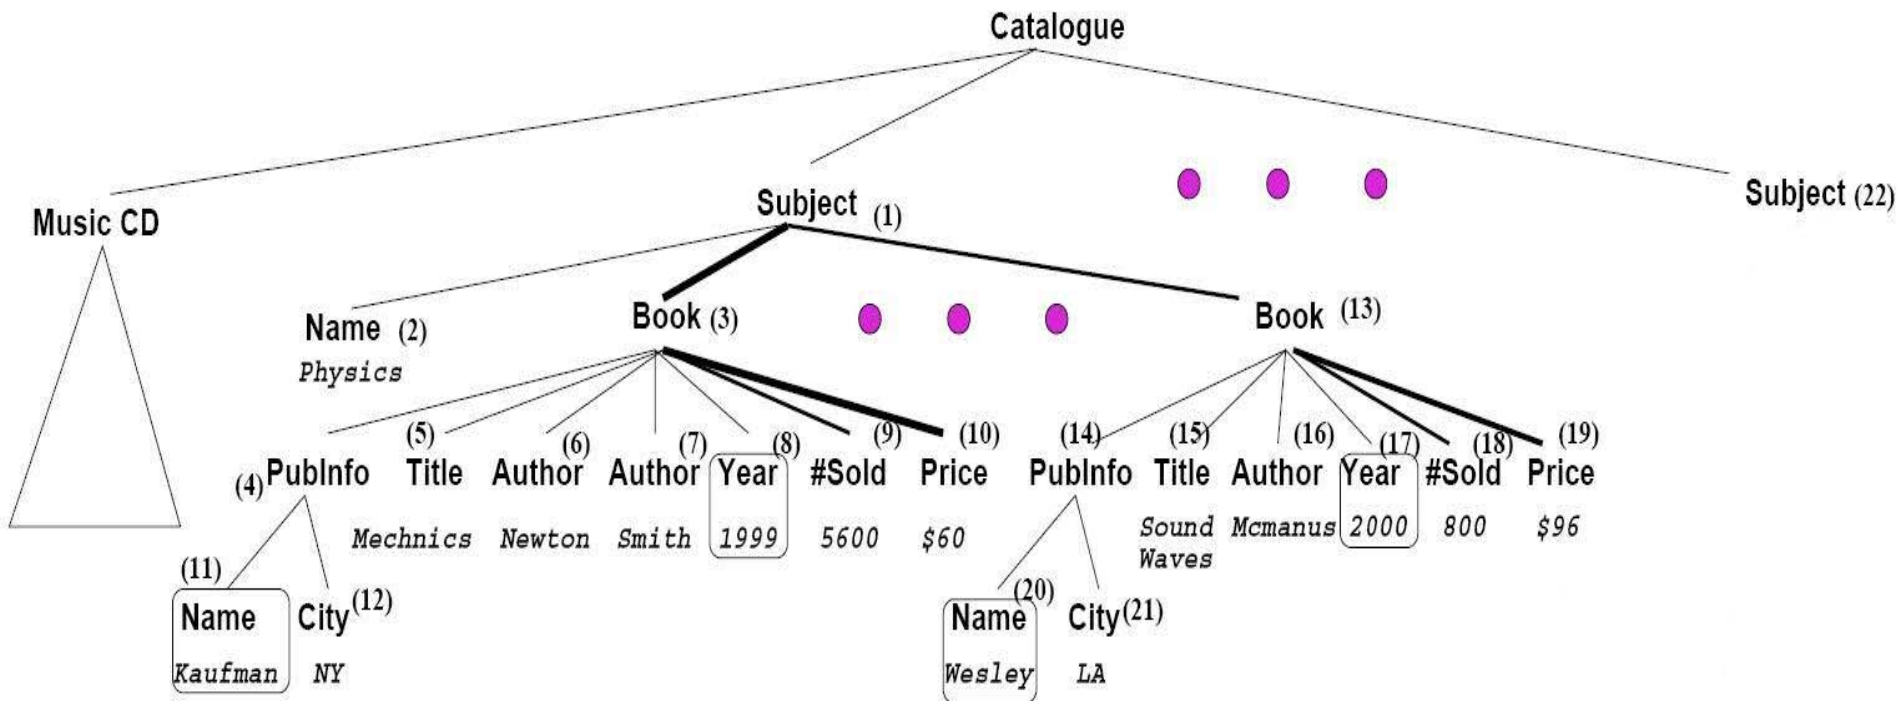 Catalogue
Music CD
Subject (1)
Subject (22)
Name (2)
Physics
Book (3)
Book (13)
(4) PubInfo (5) Title (6) Author (7) Author (8) Year (9) #Sold (10) Price (14) PubInfo (15) Title (16) Author (17) Year (18) #Sold (19) Price
Mechnics Newton Smith 1999 5600 $60 Sound Mcmanus 2000 800 $96
Waves
(11) Name City (12) (20) Name City (21)
Kaufman NY Wesley LA